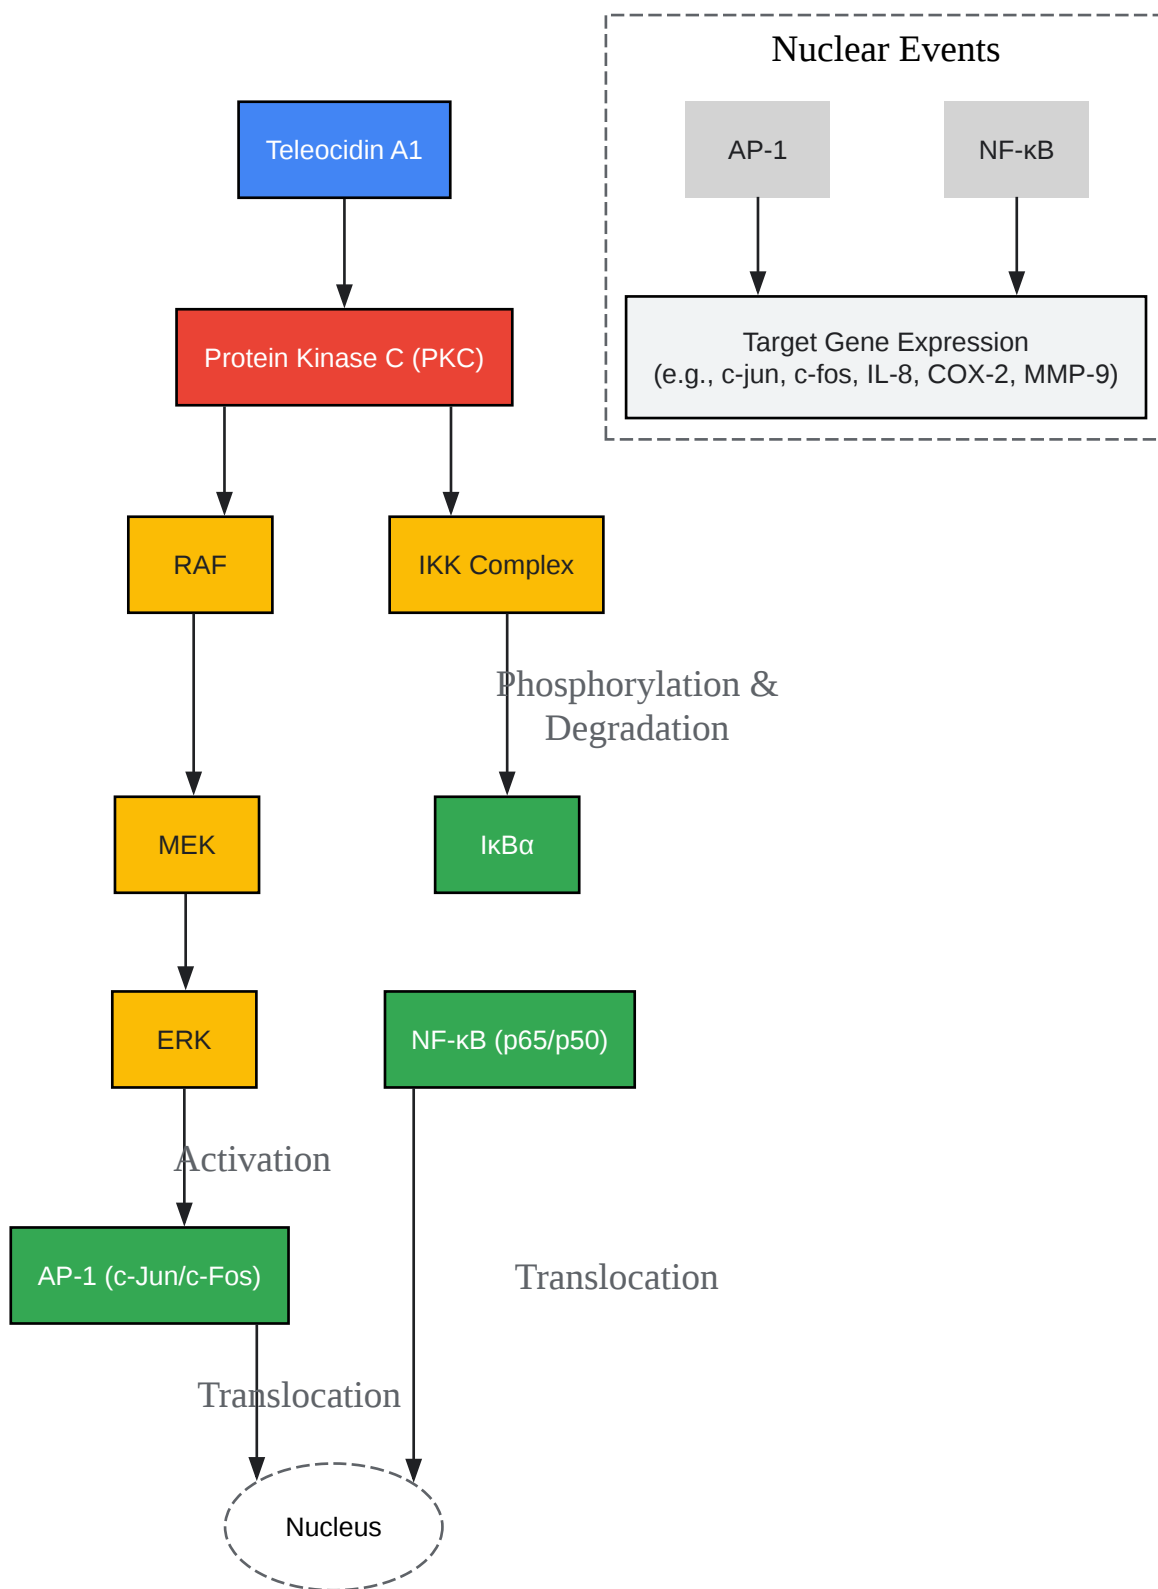 Nuclear Events
Teleocidin A1
AP-1
NF-κB
Protein Kinase C (PKC)
Target Gene Expression
(e.g., c-jun, c-fos, IL-8, COX-2, MMP-9)
RAF
IKK Complex
Phosphorylation &
Degradation
MEK
IκBα
ERK
NF-κB (p65/p50)
Activation
AP-1 (c-Jun/c-Fos)
Translocation
Translocation
Nucleus